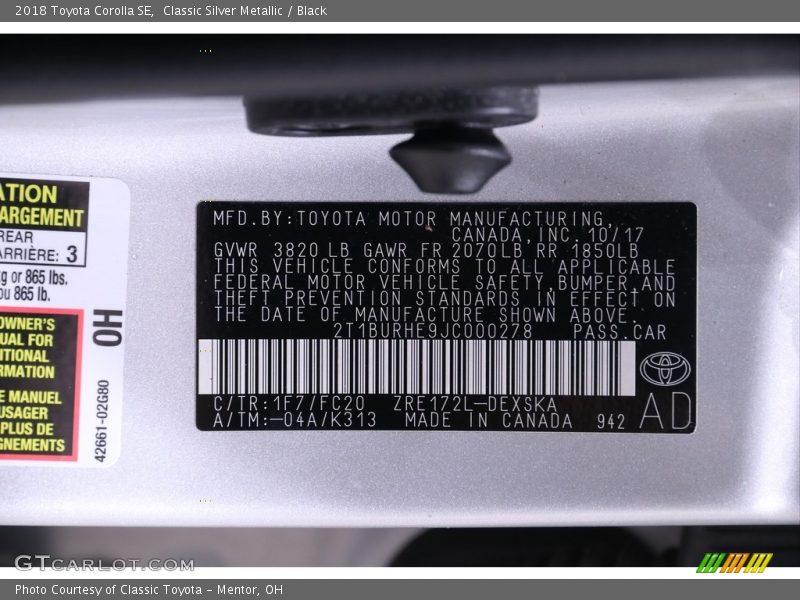 2018 Toyota Corolla SE,  Classic Silver Metallic / Black
ATION
ARGEMENT
REAR
ARRIÈRE: 3
kg or 865 lbs.
ou 865 lb.
OWNER'S
UAL FOR
ITIONAL
RMATION
E MANUEL
USAGER
PLUS DE
GNEMENTS
OH
42661-02G80
MFD.BY:TOYOTA MOTOR MANUFACTURING,
CANADA,INC.10/17
GVWR 3820 LB GAWR FR 2070LB RR 1850LB
THIS VEHICLE CONFORMS TO ALL APPLICABLE
FEDERAL MOTOR VEHICLE SAFETY,BUMPER,AND
THEFT PREVENTION STANDARDS IN EFFECT ON
THE DATE OF MANUFACTURE SHOWN ABOVE.
2T1BURHE9JC000278 PASS.CAR
C/TR:1F7/FC20 ZRE172L-DEXSKA
A/TM:-04A/K313 MADE IN CANADA 942
AD
GTCARLOT.COM
Photo Courtesy of Classic Toyota - Mentor, OH